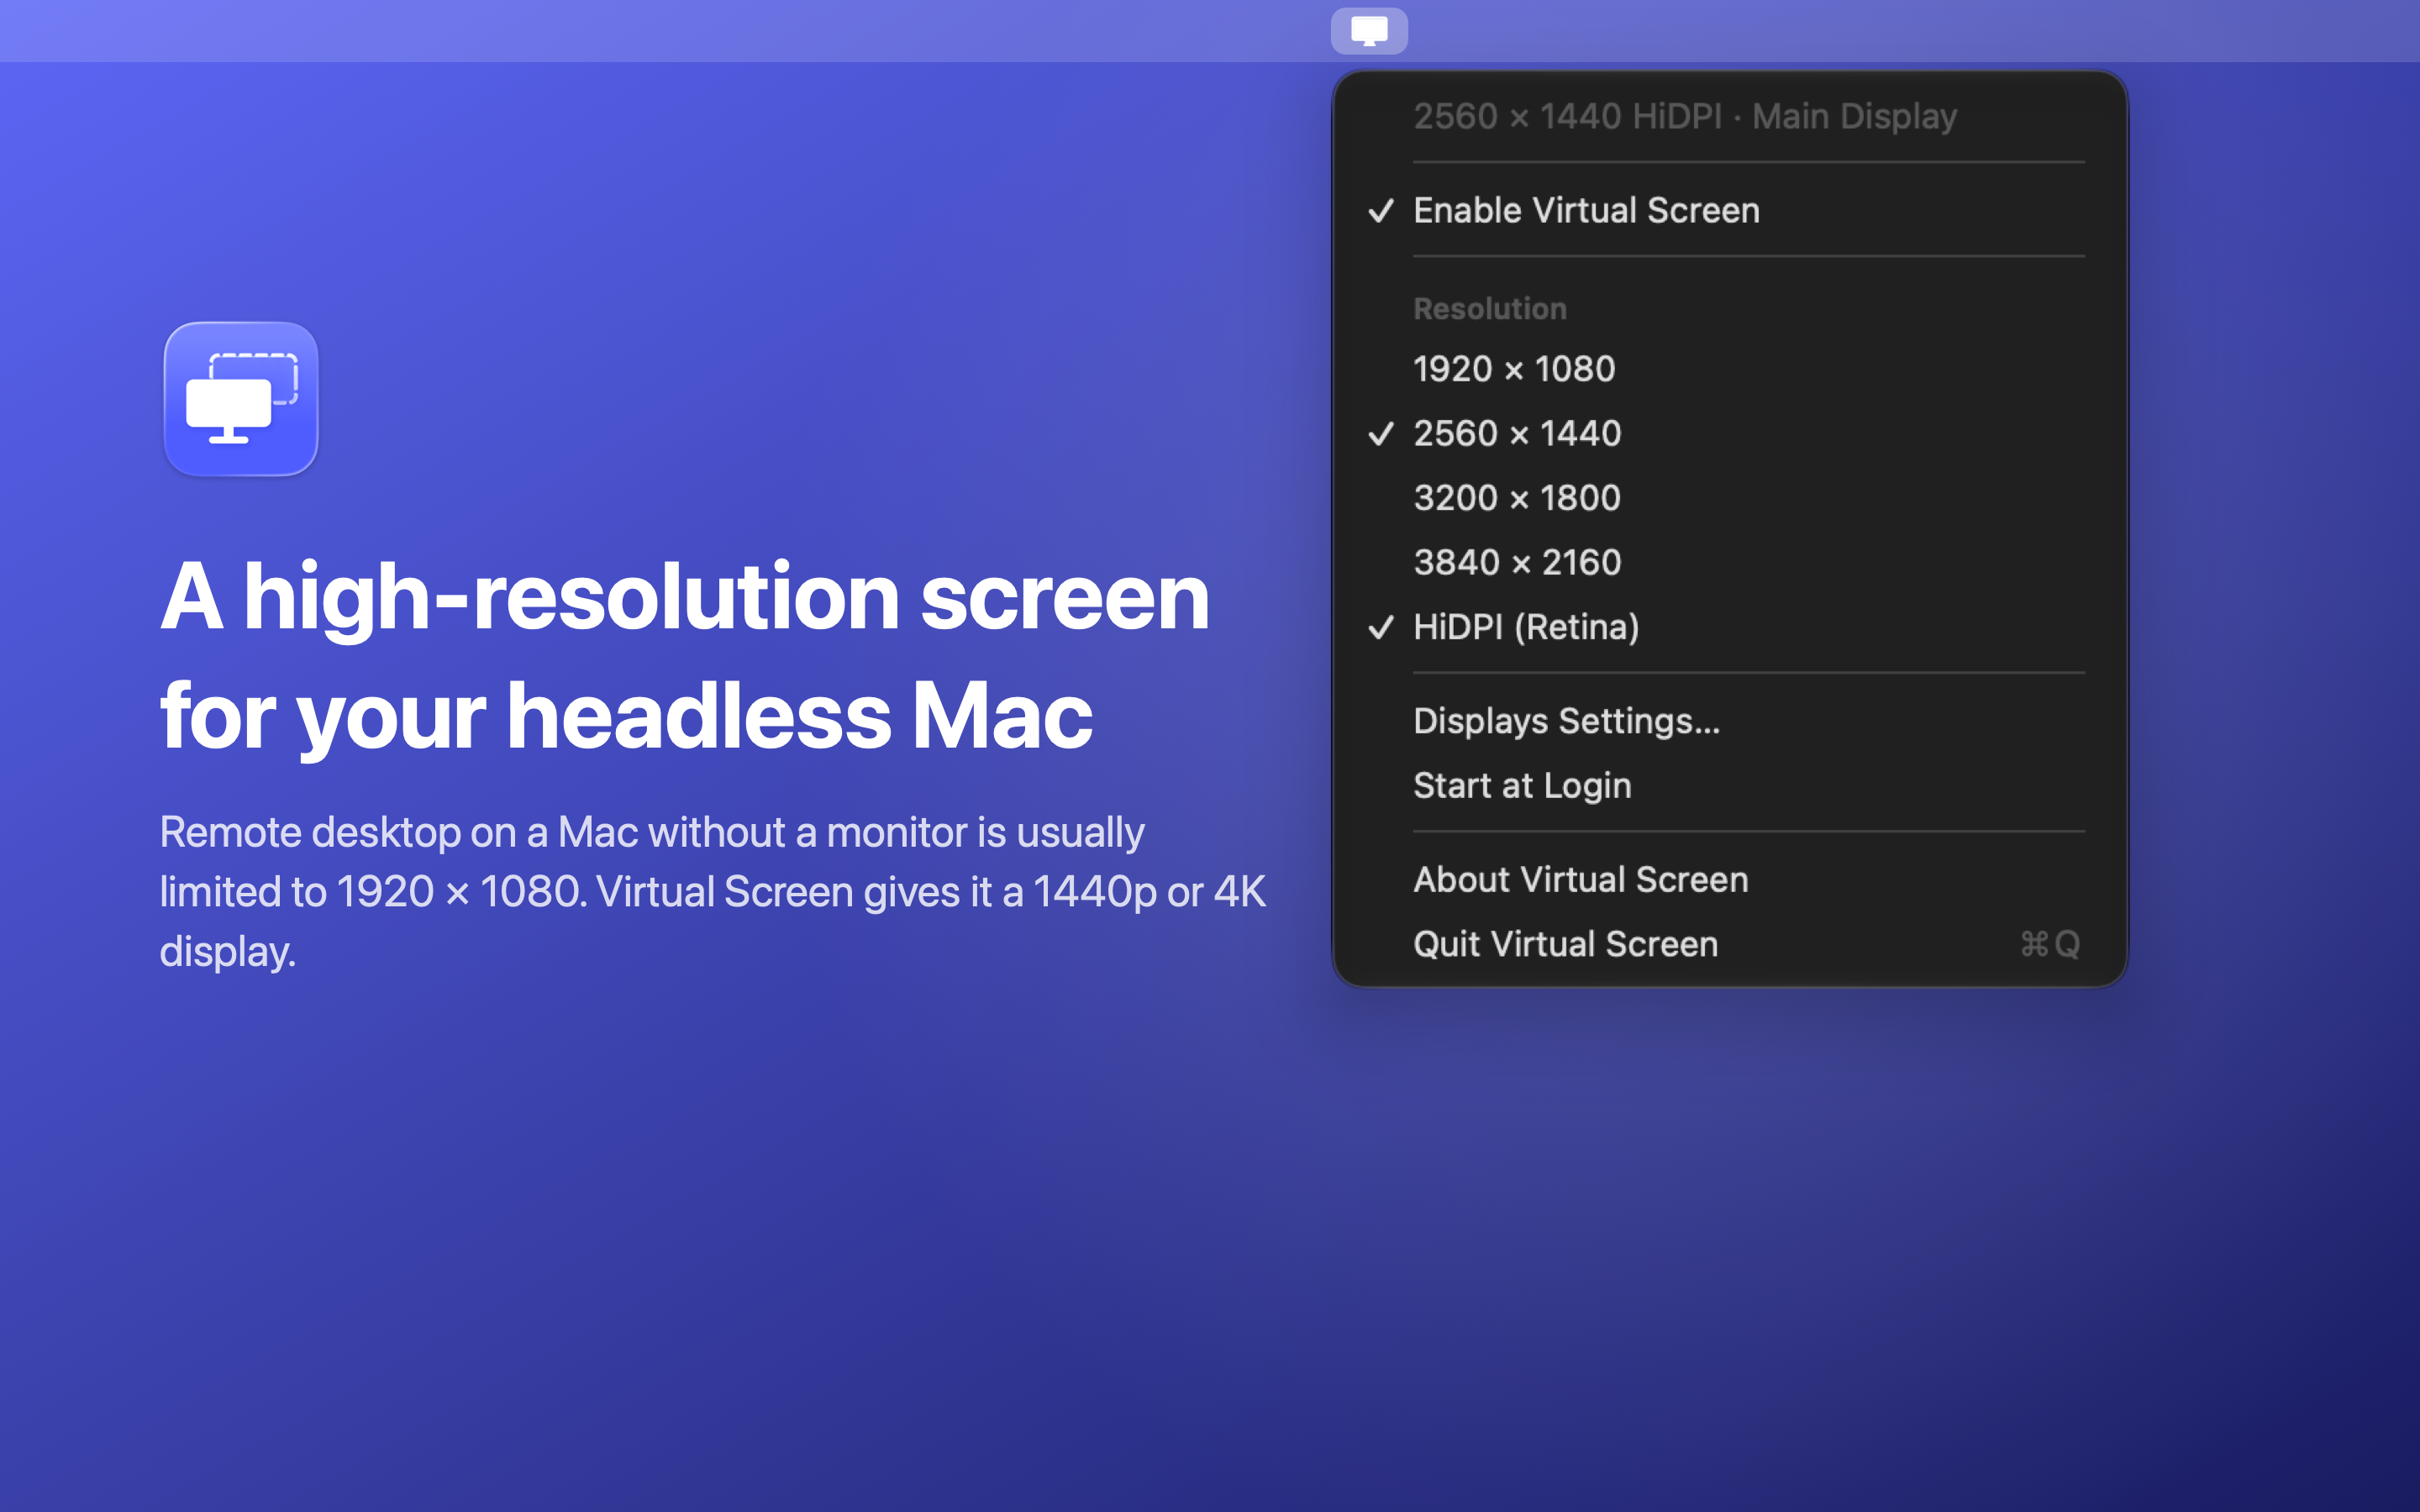 A high-resolution screen
for your headless Mac
Remote desktop on a Mac without a monitor is usually
limited to 1920 × 1080. Virtual Screen gives it a 1440p or 4K
display.
2560 × 1440 HiDPI · Main Display
✓ Enable Virtual Screen
Resolution
1920 × 1080
✓ 2560 × 1440
3200 × 1800
3840 × 2160
✓ HiDPI (Retina)
Displays Settings...
Start at Login
About Virtual Screen
Quit Virtual Screen ⌘Q